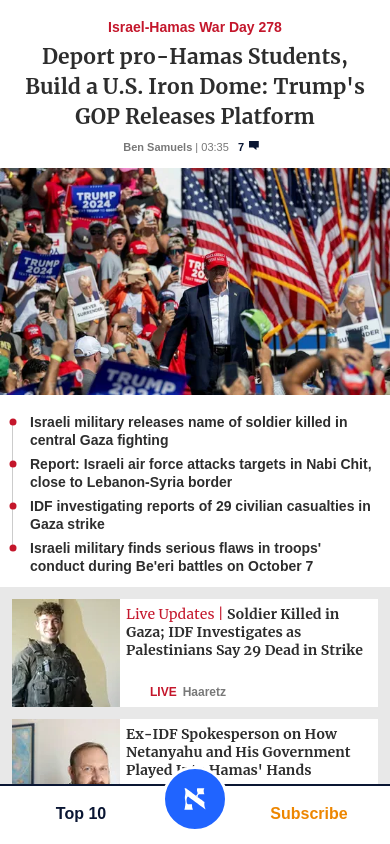 Israel-Hamas War Day 278
Deport pro-Hamas Students,
Build a U.S. Iron Dome: Trump's
GOP Releases Platform
Ben Samuels | 03:35 7
TRUMP
2024
TRUMP
2024
NEVER
SURRENDER
TRUMP
2024
NEVER
SURRENDER
Israeli military releases name of soldier killed in
central Gaza fighting
Report: Israeli air force attacks targets in Nabi Chit,
close to Lebanon-Syria border
IDF investigating reports of 29 civilian casualties in
Gaza strike
Israeli military finds serious flaws in troops'
conduct during Be'eri battles on October 7
Live Updates | Soldier Killed in
Gaza; IDF Investigates as
Palestinians Say 29 Dead in Strike
LIVE Haaretz
Ex-IDF Spokesperson on How
Netanyahu and His Government
Played Hamas' Hands
Top 10
Subscribe